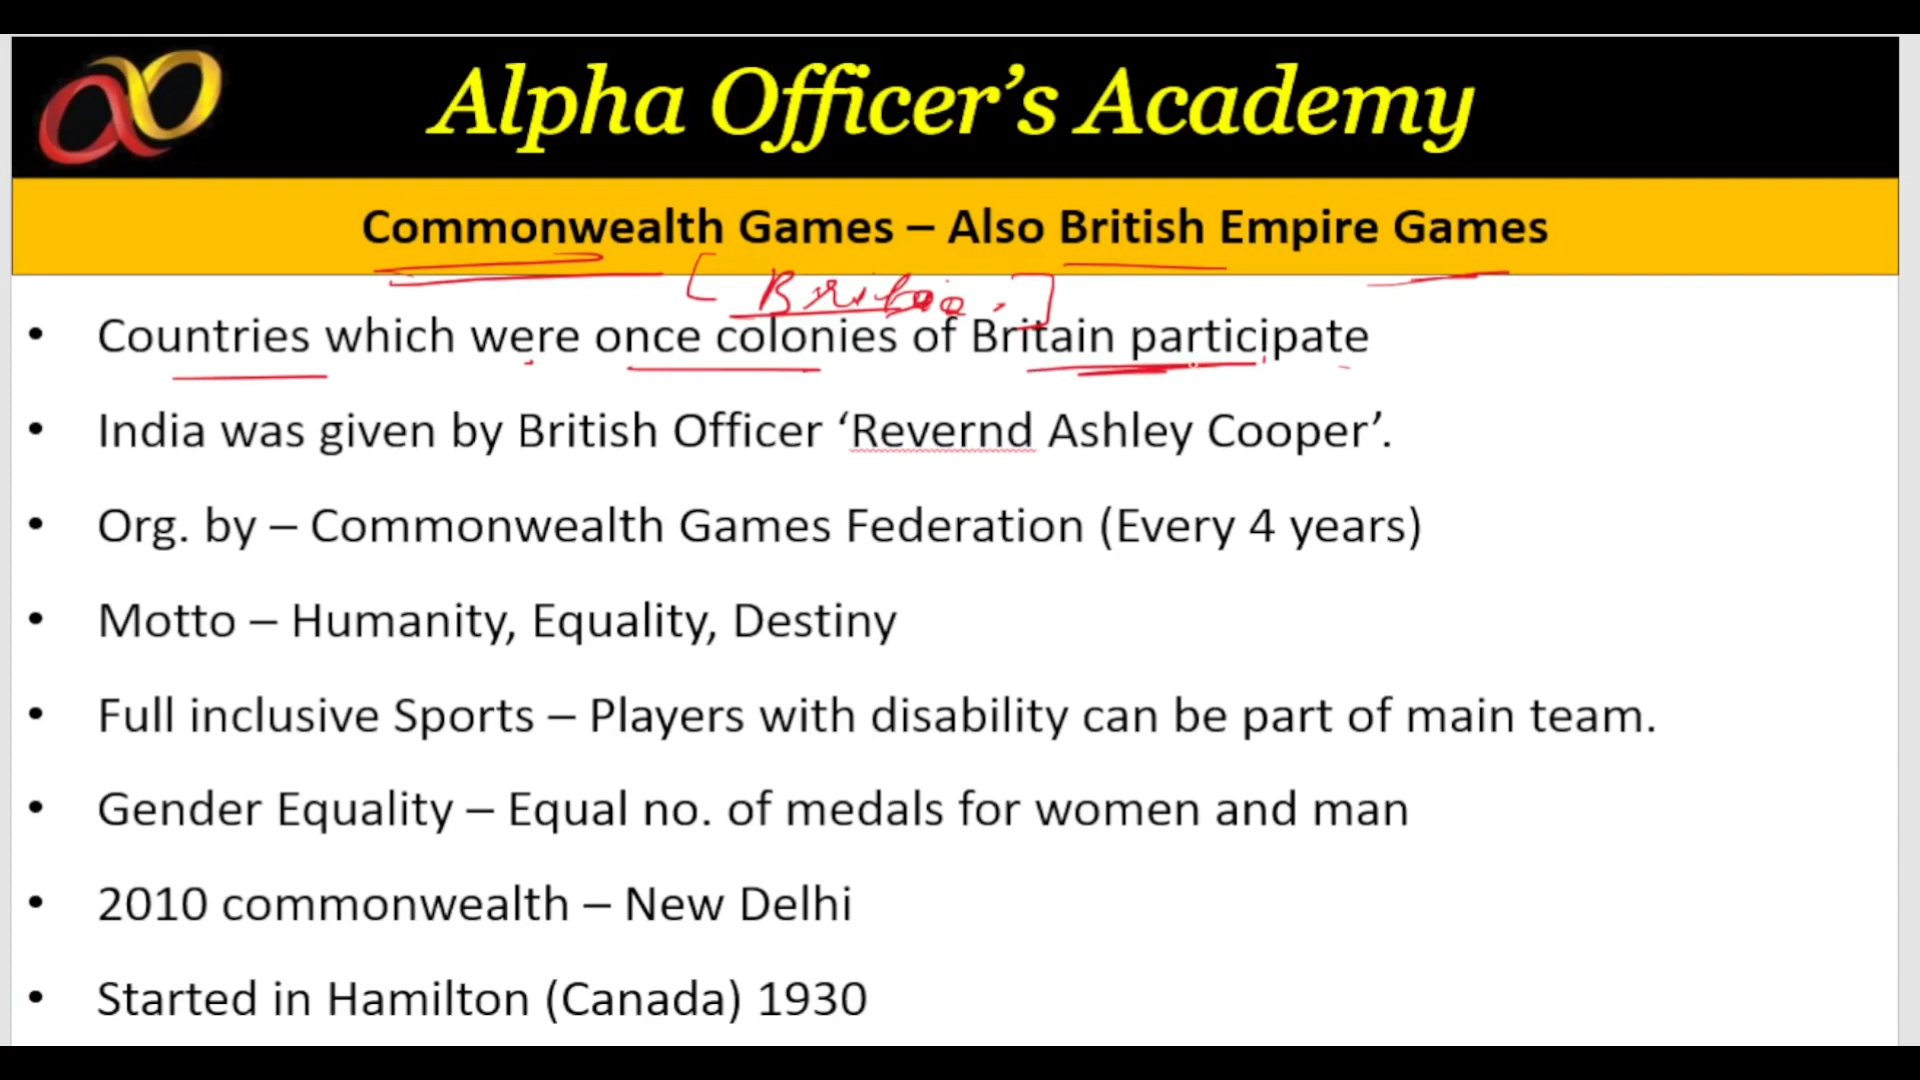 Alpha Officer’s Academy
Commonwealth Games – Also British Empire Games
• Countries which were once colonies of Britain participate
• India was given by British Officer ‘Revernd Ashley Cooper’.
• Org. by – Commonwealth Games Federation (Every 4 years)
• Motto – Humanity, Equality, Destiny
• Full inclusive Sports – Players with disability can be part of main team.
• Gender Equality – Equal no. of medals for women and man
• 2010 commonwealth – New Delhi
• Started in Hamilton (Canada) 1930